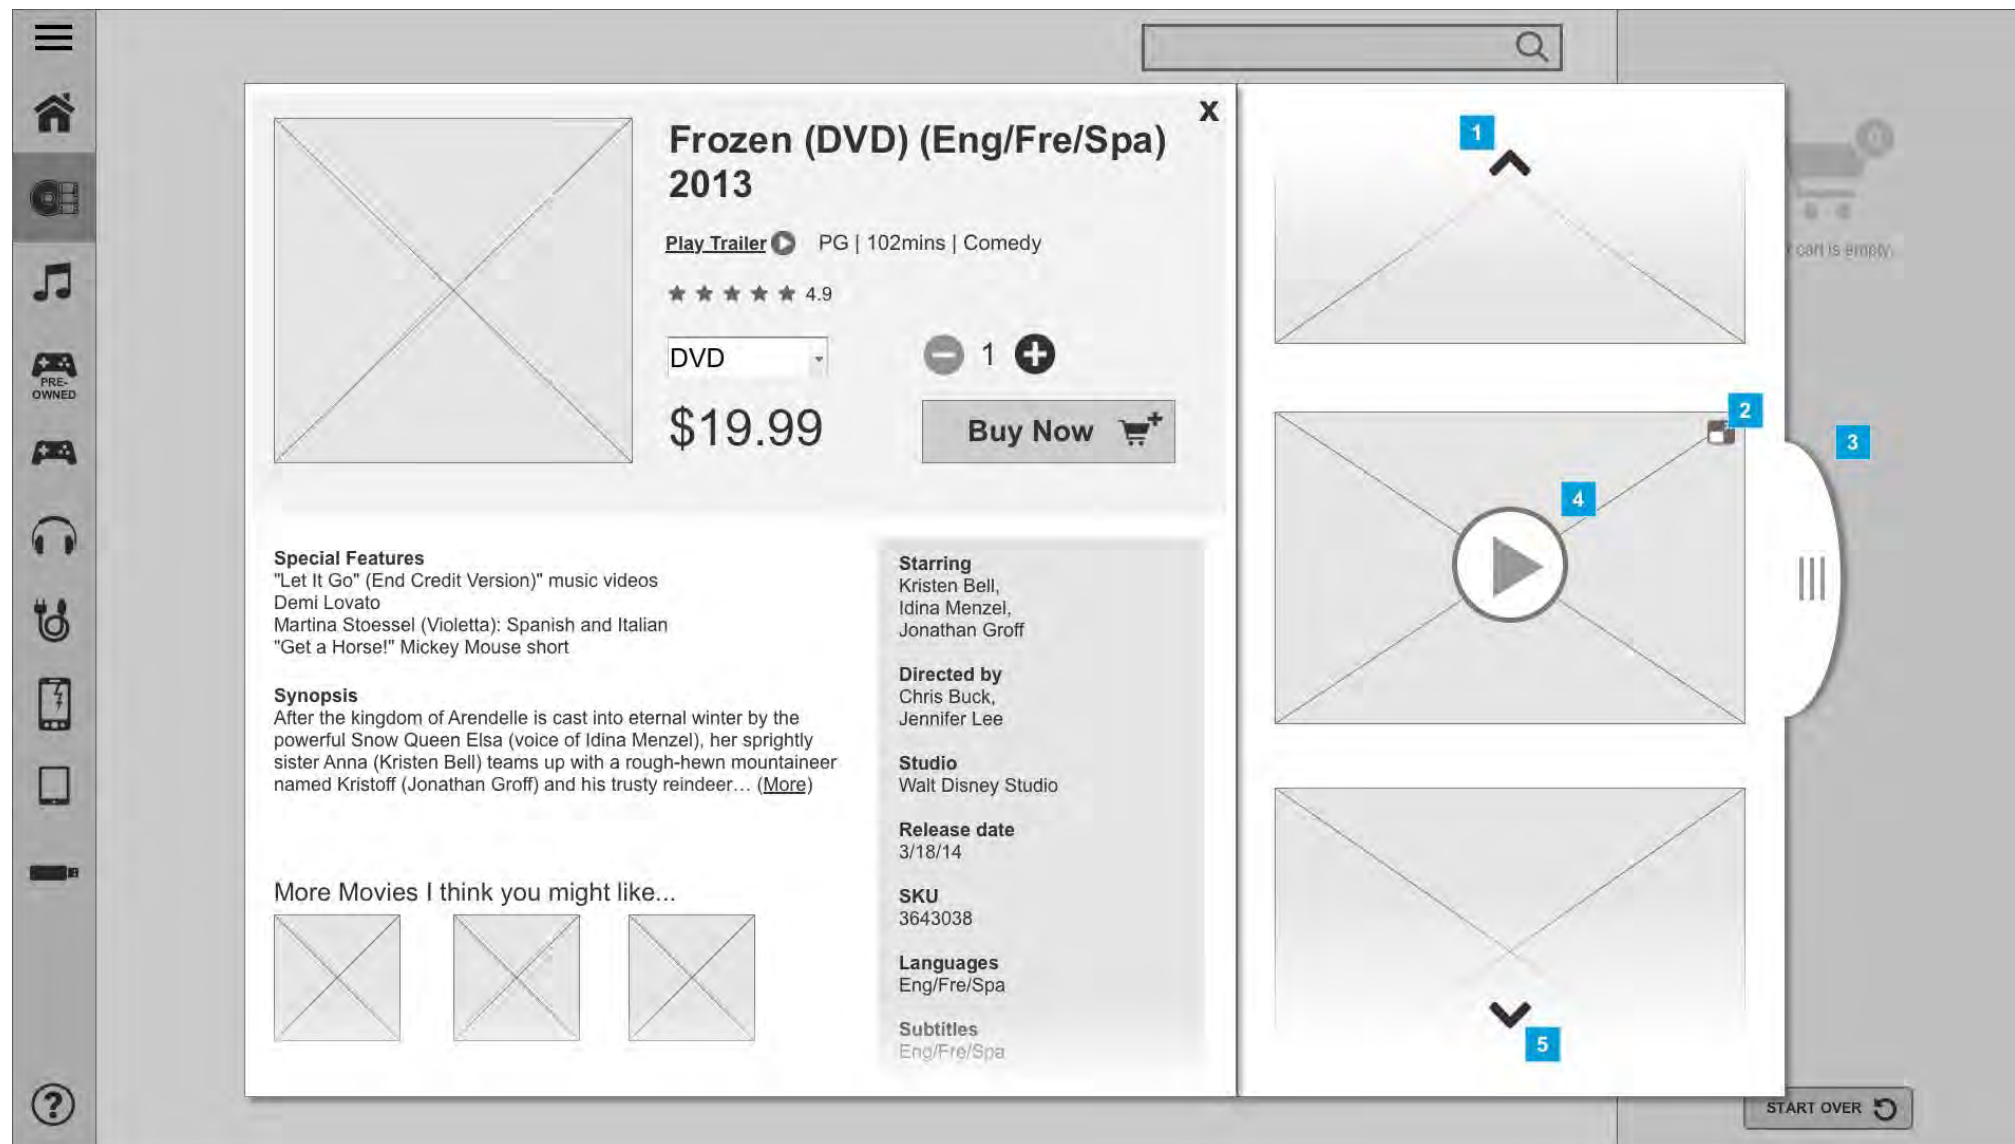 PRE-
OWNED
X
Frozen (DVD) (Eng/Fre/Spa)
2013
Play Trailer PG | 102mins | Comedy
4.9
DVD
1
$19.99
Buy Now
Special Features
"Let It Go" (End Credit Version)" music videos
Demi Lovato
Martina Stoessel (Violetta): Spanish and Italian
"Get a Horse!" Mickey Mouse short
Synopsis
After the kingdom of Arendelle is cast into eternal winter by the
powerful Snow Queen Elsa (voice of Idina Menzel), her sprightly
sister Anna (Kristen Bell) teams up with a rough-hewn mountaineer
named Kristoff (Jonathan Groff) and his trusty reindeer… (More)
More Movies I think you might like...
Starring
Kristen Bell,
Idina Menzel,
Jonathan Groff
Directed by
Chris Buck,
Jennifer Lee
Studio
Walt Disney Studio
Release date
3/18/14
SKU
3643038
Languages
Eng/Fre/Spa
Subtitles
Eng/Fre/Spa
1
2
3
4
5
0
cart is empty.
START OVER
?